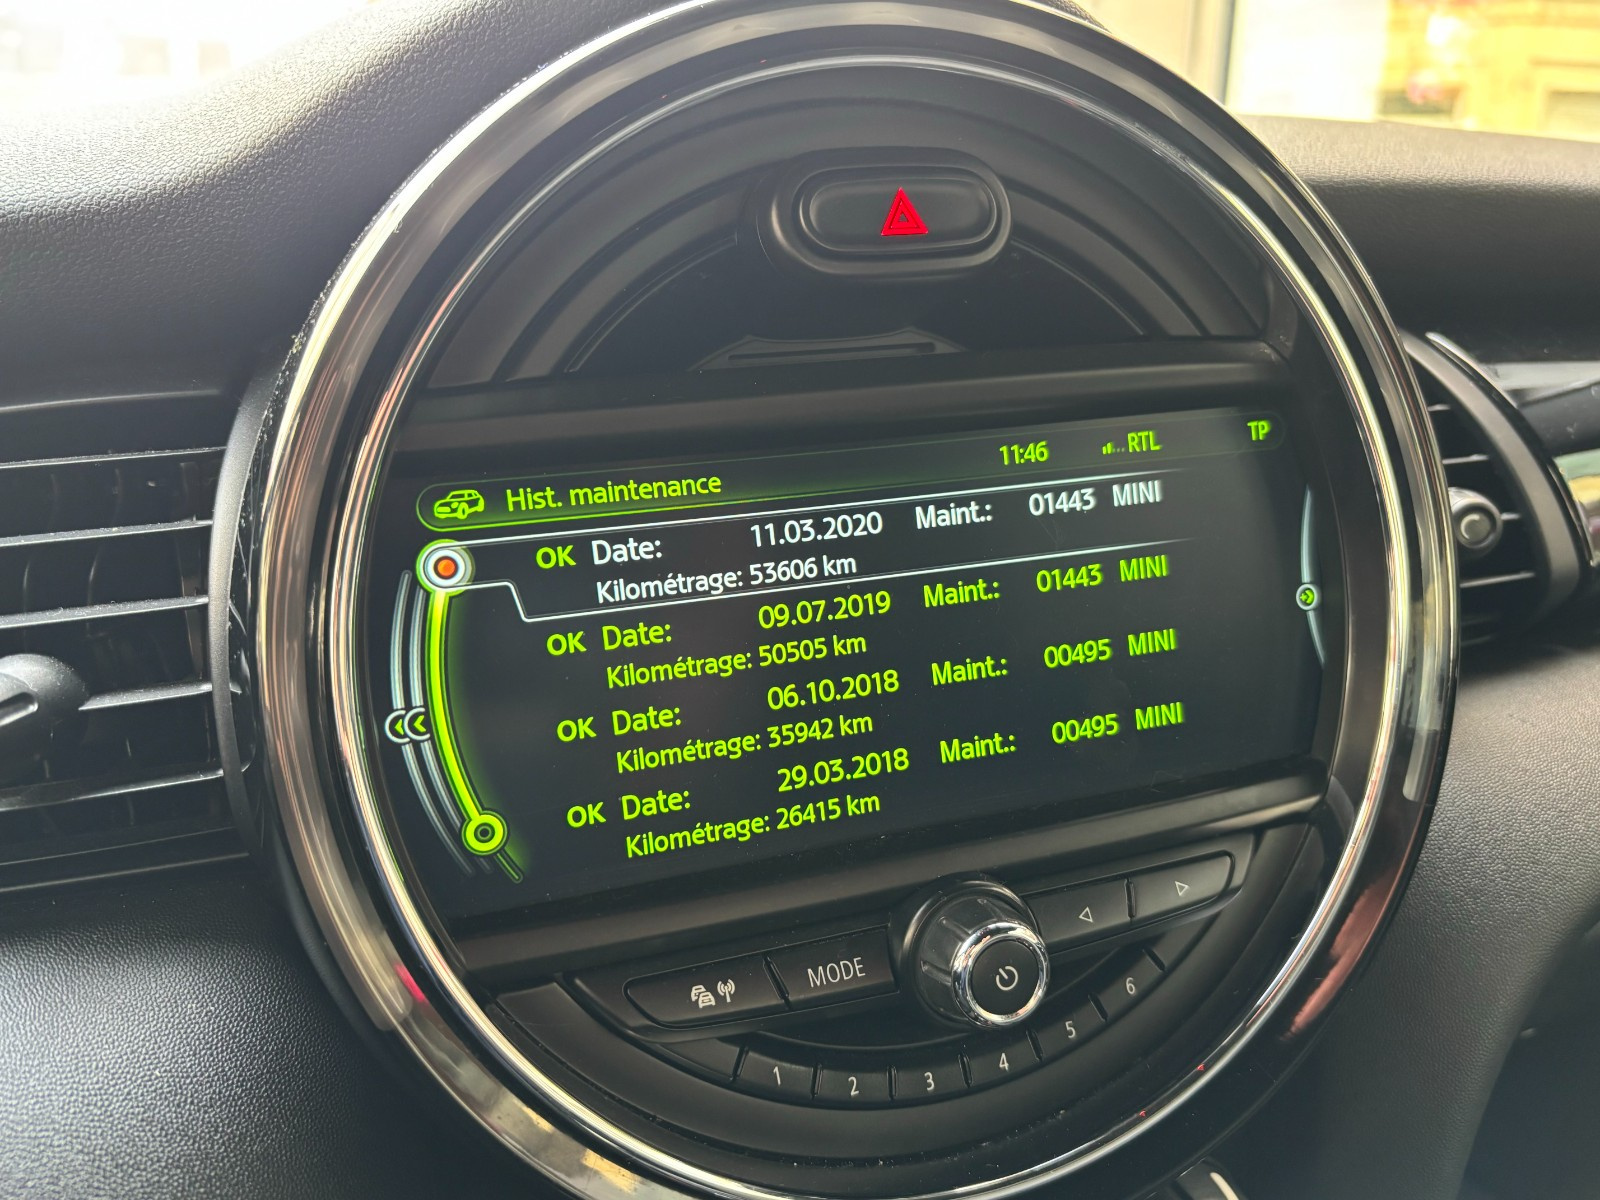 11:46 RTL TP
Hist. maintenance
OK Date: 11.03.2020 Maint.: 01443 MINI
Kilométrage: 53606 km
OK Date: 09.07.2019 Maint.: 01443 MINI
Kilométrage: 50505 km
OK Date: 06.10.2018 Maint.: 00495 MINI
Kilométrage: 35942 km
OK Date: 29.03.2018 Maint.: 00495 MINI
Kilométrage: 26415 km
MODE
1 2 3 4 5 6